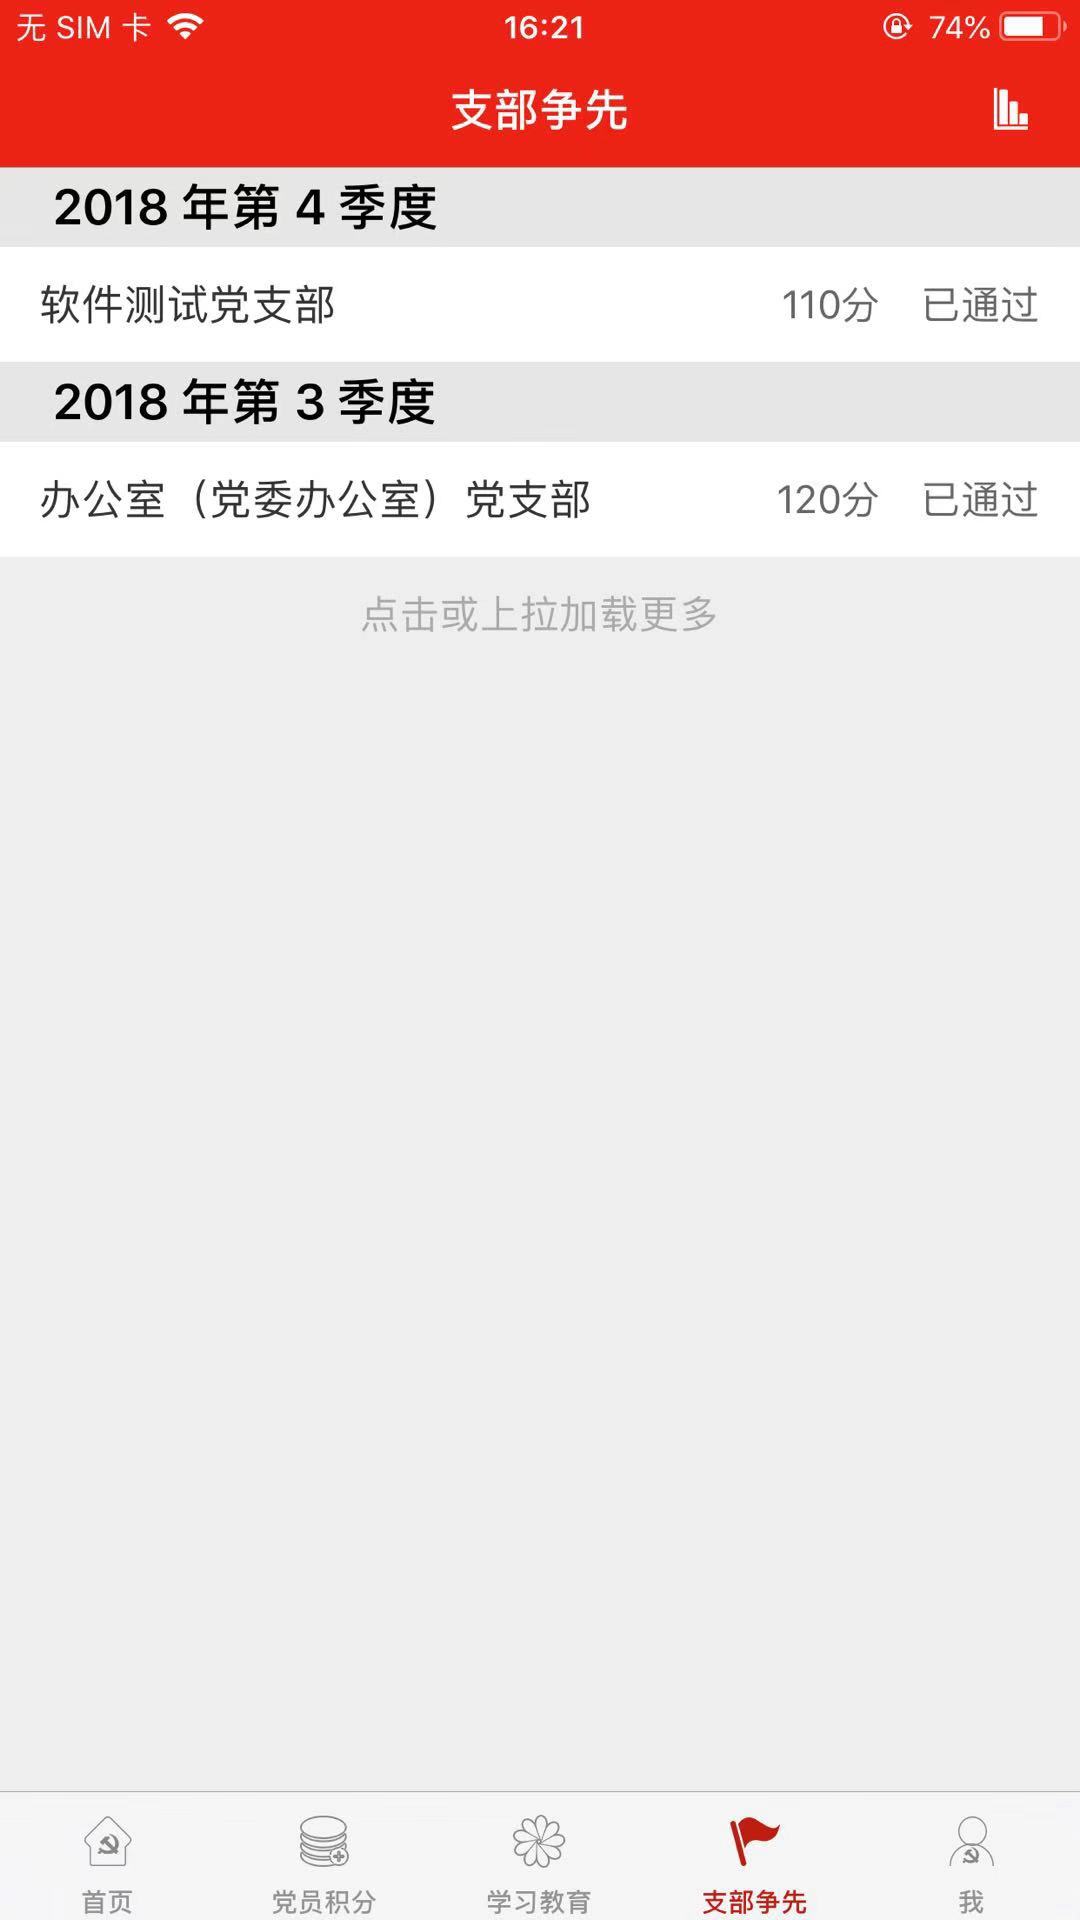 无 SIM 卡
16:21
74%
支部争先
2018 年第 4 季度
软件测试党支部 110分 已通过
2018 年第 3 季度
办公室（党委办公室）党支部 120分 已通过
点击或上拉加载更多
首页 党员积分 学习教育 支部争先 我